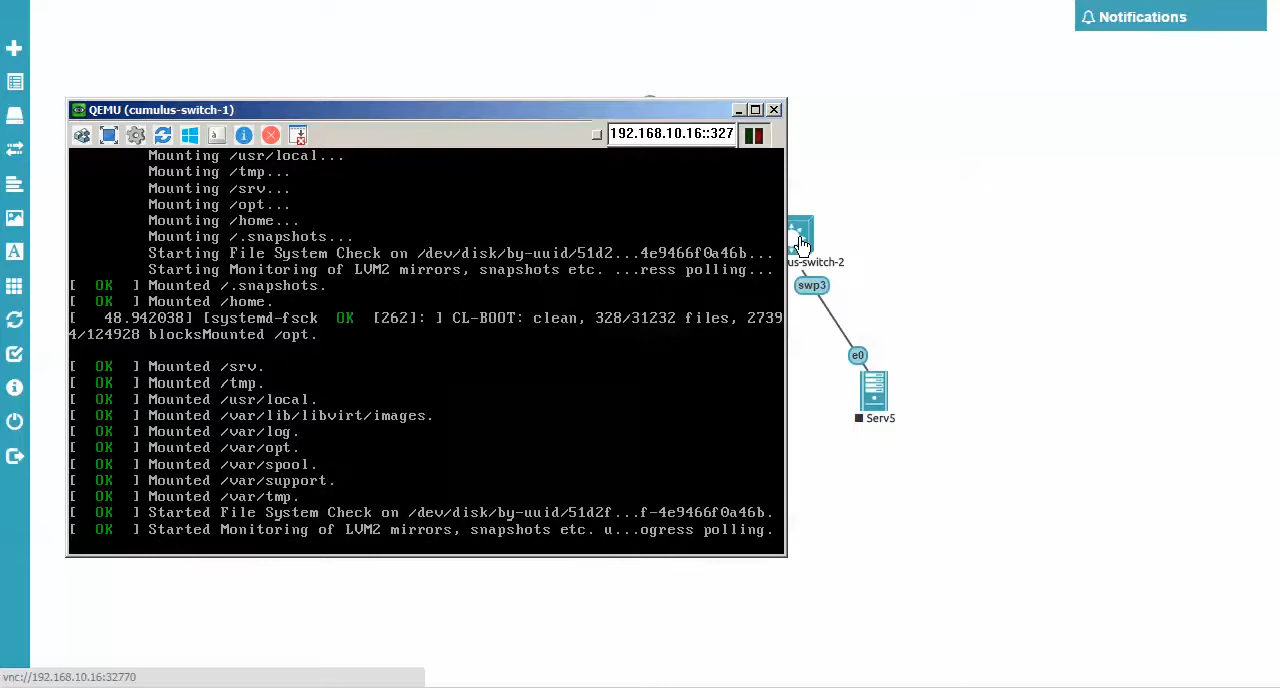 Notifications
QEMU (cumulus-switch-1)
192.168.10.16::327
Mounting /usr/local...
Mounting /tmp...
Mounting /srv...
Mounting /opt...
Mounting /home...
Mounting /.snapshots...
Starting File System Check on /dev/disk/by-uuid/51d2...4e9466f0a46b...
Starting Monitoring of LVM2 mirrors, snapshots etc. ...ress polling...
[  OK  ] Mounted /.snapshots.
[  OK  ] Mounted /home.
[   48.942038] [systemd-fsck  OK  [262]: ] CL-BOOT: clean, 328/31232 files, 2739
4/124928 blocksMounted /opt.
[  OK  ] Mounted /srv.
[  OK  ] Mounted /tmp.
[  OK  ] Mounted /usr/local.
[  OK  ] Mounted /var/lib/libvirt/images.
[  OK  ] Mounted /var/log.
[  OK  ] Mounted /var/opt.
[  OK  ] Mounted /var/spool.
[  OK  ] Mounted /var/support.
[  OK  ] Mounted /var/tmp.
[  OK  ] Started File System Check on /dev/disk/by-uuid/51d2f...f-4e9466f0a46b.
[  OK  ] Started Monitoring of LVM2 mirrors, snapshots etc. u...ogress polling.
us-switch-2
swp3
e0
Serv5
vnc://192.168.10.16:32770